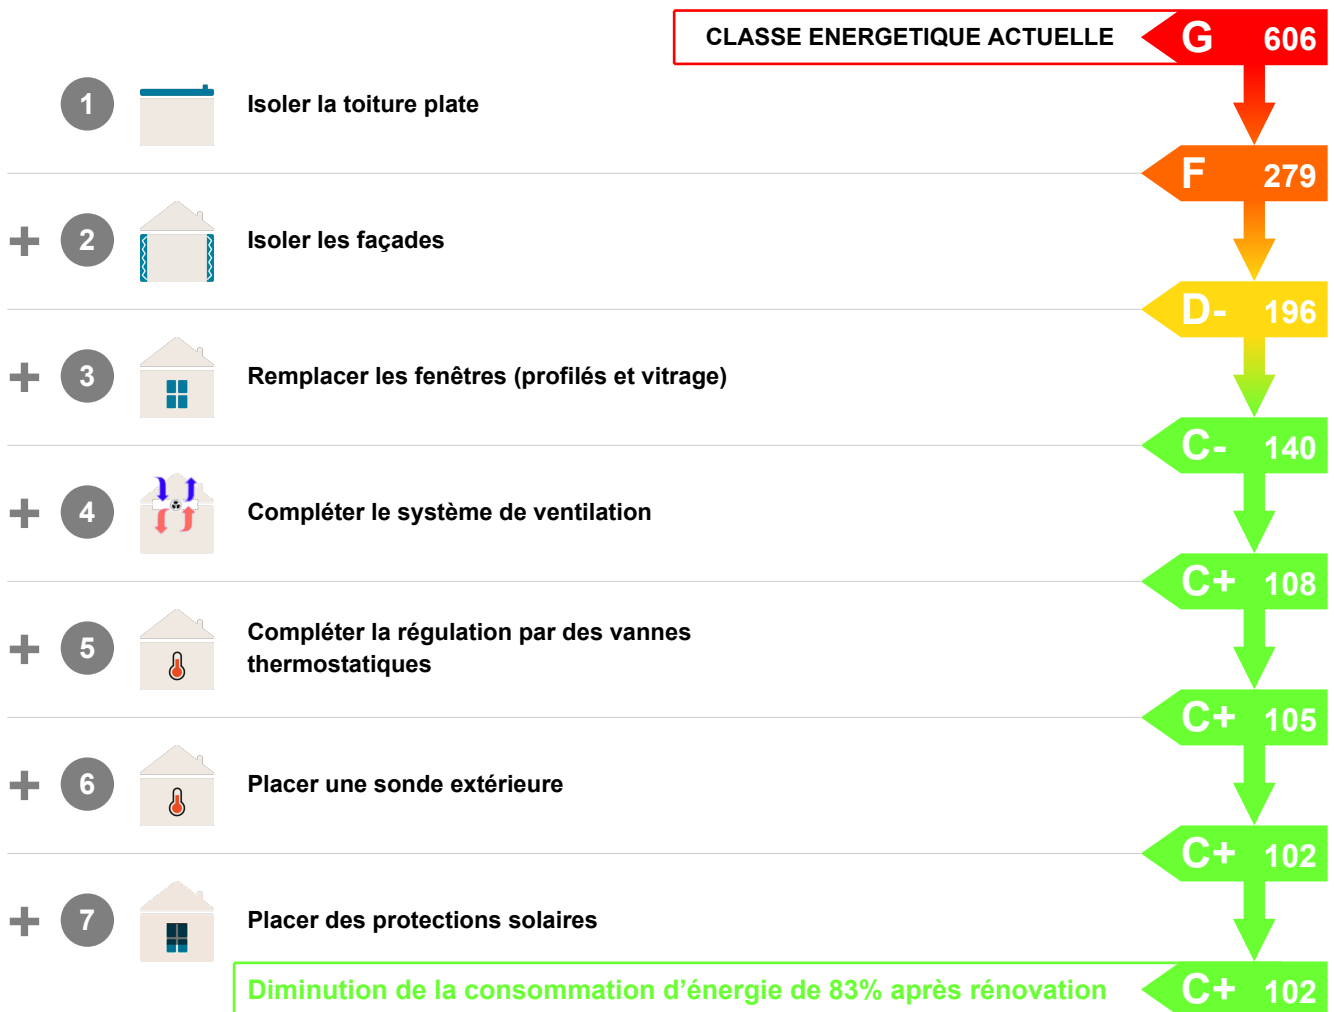 CLASSE ENERGETIQUE ACTUELLE G 606
1 Isoler la toiture plate
F 279
+ 2 Isoler les façades
D- 196
+ 3 Remplacer les fenêtres (profilés et vitrage)
C- 140
+ 4 Compléter le système de ventilation
C+ 108
+ 5 Compléter la régulation par des vannes
thermostatiques
C+ 105
+ 6 Placer une sonde extérieure
C+ 102
+ 7 Placer des protections solaires
Diminution de la consommation d’énergie de 83% après rénovation C+ 102